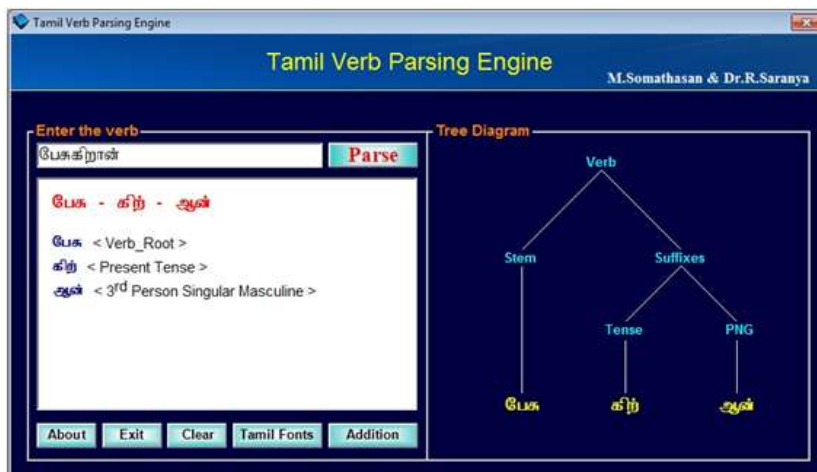 Tamil Verb Parsing Engine
Tamil Verb Parsing Engine
M.Somathasan & Dr.R.Saranya
Enter the verb
பேசுகிறான்
Parse
பேசு - கிற் - ஆன்
பேசு < Verb_Root >
கிற் < Present Tense >
ஆன் < 3rd Person Singular Masculine >
About Exit Clear Tamil Fonts Addition
Tree Diagram
Verb
Stem Suffixes
Tense PNG
பேசு கிற் ஆன்